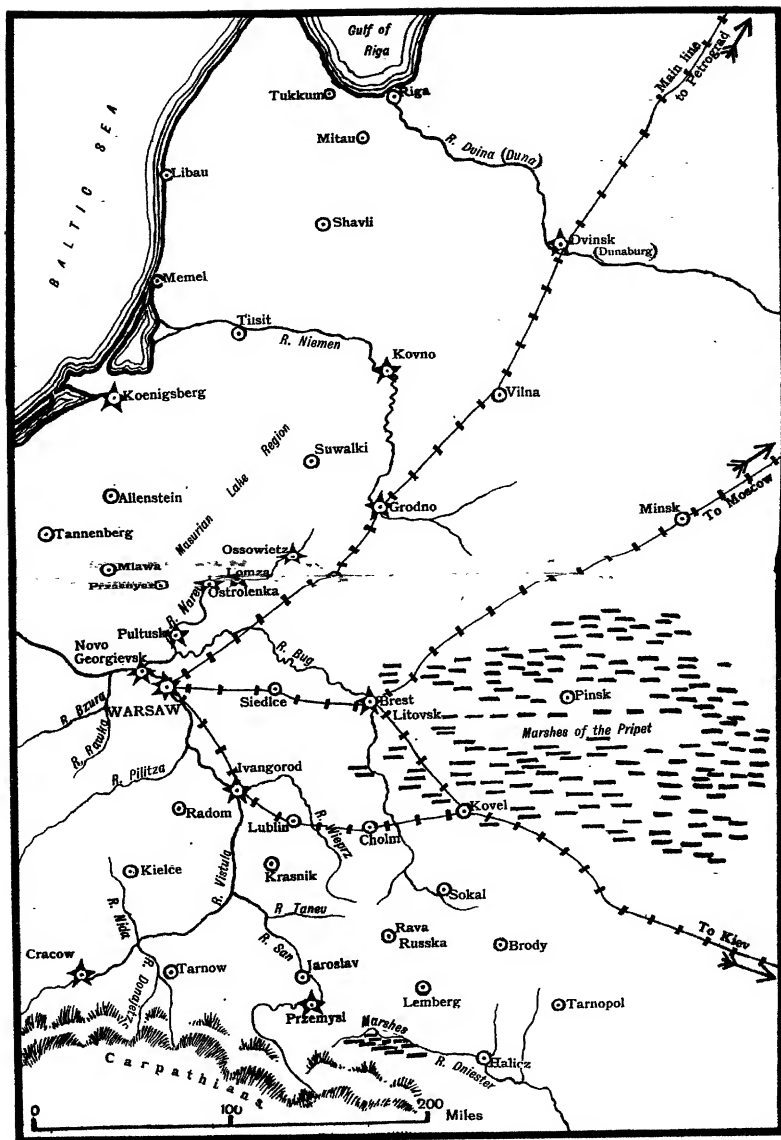 Gulf of
Riga
Main line
to Petrograd
Tukkum
Riga
Mitau
R. Dvina (Duna)
BALTIC SEA
Libau
Shavli
Dvinsk
(Dunaburg)
Memel
Tilsit
R. Niemen
Kovno
Koenigsberg
Vilna
Suwalki
Masurian Lake Region
Allenstein
Grodno
Minsk
To Moscow
Tannenberg
Ossowietz
Mlawa
Lomza
Przasnysz
Ostrolenka
R. Narew
Pultusk
Novo
Georgievsk
R. Bug
WARSAW
Siedlce
Brest
Litovsk
Pinsk
Marshes of the Pripet
R. Bzura
R. Rawka
R. Pilitza
Ivangorod
Radom
Lublin
R. Wieprz
Cholm
Kovel
Kielce
R. Vistula
Krasnik
Sokal
R. Nida
R. Tanev
To Kiev
Rava
Russka
Brody
R. San
Cracow
R. Donajetz
Tarnow
Jaroslav
Lemberg
Tarnopol
Przemysl
Marshes
Halicz
R. Dniester
Carpathians
0
100
200
Miles